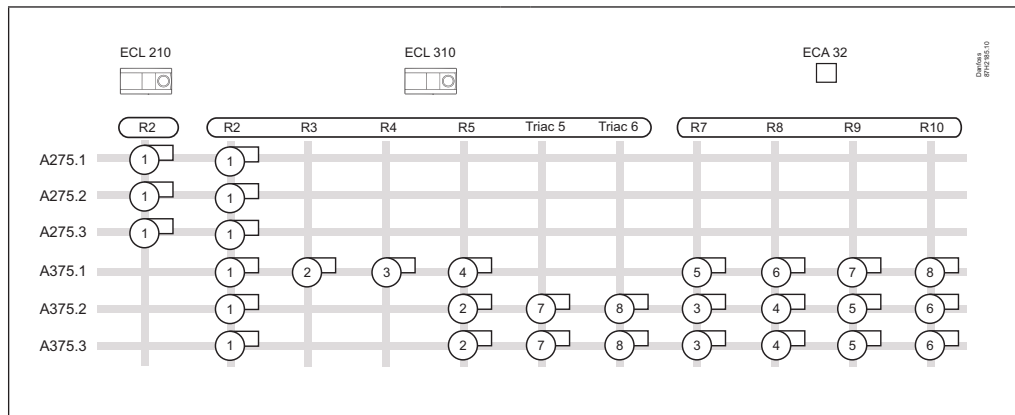 ECL 210 ECL 310 ECA 32
Danfoss
87H2185.10
R2 R2 R3 R4 R5 Triac 5 Triac 6 R7 R8 R9 R10
A275.1 1 1
A275.2 1 1
A275.3 1 1
A375.1 1 2 3 4 5 6 7 8
A375.2 1 2 7 8 3 4 5 6
A375.3 1 2 7 8 3 4 5 6